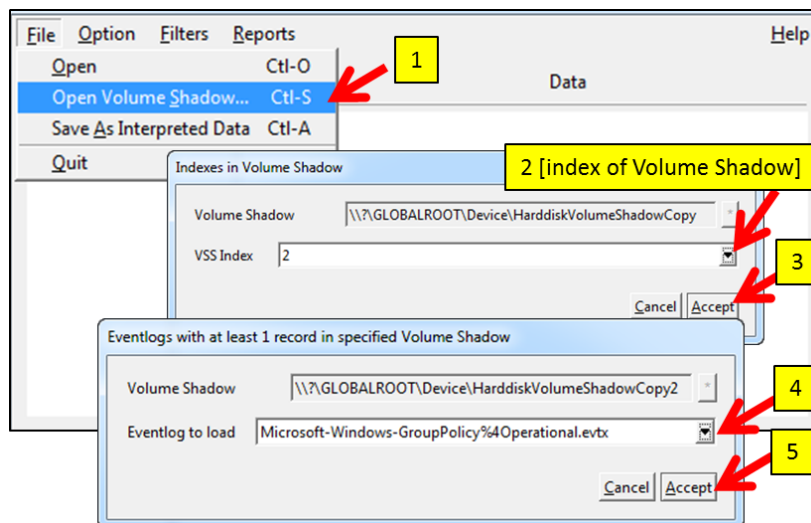 File Option Filters Reports Help
1
Open Ctl-O
Data
Open Volume Shadow... Ctl-S
Save As Interpreted Data Ctl-A
Quit
2 [index of Volume Shadow]
Indexes in Volume Shadow
Volume Shadow \\?\GLOBALROOT\Device\HarddiskVolumeShadowCopy *
VSS Index 2
3
Cancel Accept
Eventlogs with at least 1 record in specified Volume Shadow
Volume Shadow \\?\GLOBALROOT\Device\HarddiskVolumeShadowCopy2 *
4
Eventlog to load Microsoft-Windows-GroupPolicy%4Operational.evtx
5
Cancel Accept